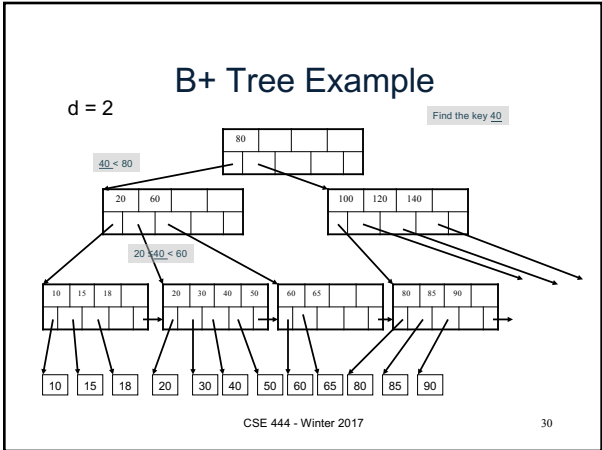 B+ Tree Example
d = 2
Find the key 40
80
40 < 80
20 60
100 120 140
20 ≤ 40 < 60
10 15 18
20 30 40 50
60 65
80 85 90
10 15 18 20 30 40 50 60 65 80 85 90
CSE 444 - Winter 2017 30